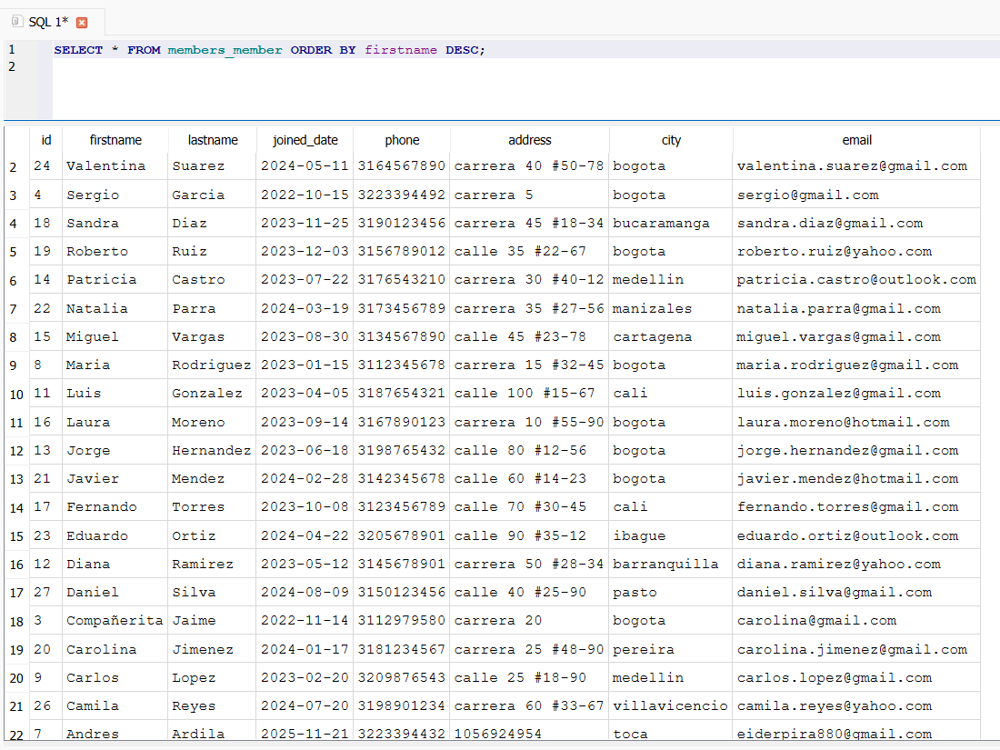 SQL 1*
1 SELECT * FROM members_member ORDER BY firstname DESC;
2
id firstname lastname joined_date phone address city email
2 24 Valentina Suarez 2024-05-11 3164567890 carrera 40 #50-78 bogota valentina.suarez@gmail.com
3 4 Sergio Garcia 2022-10-15 3223394492 carrera 5 bogota sergio@gmail.com
4 18 Sandra Diaz 2023-11-25 3190123456 carrera 45 #18-34 bucaramanga sandra.diaz@gmail.com
5 19 Roberto Ruiz 2023-12-03 3156789012 calle 35 #22-67 bogota roberto.ruiz@yahoo.com
6 14 Patricia Castro 2023-07-22 3176543210 carrera 30 #40-12 medellin patricia.castro@outlook.com
7 22 Natalia Parra 2024-03-19 3173456789 carrera 35 #27-56 manizales natalia.parra@gmail.com
8 15 Miguel Vargas 2023-08-30 3134567890 calle 45 #23-78 cartagena miguel.vargas@gmail.com
9 8 Maria Rodriguez 2023-01-15 3112345678 carrera 15 #32-45 bogota maria.rodriguez@gmail.com
10 11 Luis Gonzalez 2023-04-05 3187654321 calle 100 #15-67 cali luis.gonzalez@gmail.com
11 16 Laura Moreno 2023-09-14 3167890123 carrera 10 #55-90 bogota laura.moreno@hotmail.com
12 13 Jorge Hernandez 2023-06-18 3198765432 calle 80 #12-56 bogota jorge.hernandez@gmail.com
13 21 Javier Mendez 2024-02-28 3142345678 calle 60 #14-23 bogota javier.mendez@hotmail.com
14 17 Fernando Torres 2023-10-08 3123456789 calle 70 #30-45 cali fernando.torres@gmail.com
15 23 Eduardo Ortiz 2024-04-22 3205678901 calle 90 #35-12 ibague eduardo.ortiz@outlook.com
16 12 Diana Ramirez 2023-05-12 3145678901 carrera 50 #28-34 barranquilla diana.ramirez@yahoo.com
17 27 Daniel Silva 2024-08-09 3150123456 calle 40 #25-90 pasto daniel.silva@gmail.com
18 3 Compañerita Jaime 2022-11-14 3112979580 carrera 20 bogota carolina@gmail.com
19 20 Carolina Jimenez 2024-01-17 3181234567 carrera 25 #48-90 pereira carolina.jimenez@gmail.com
20 9 Carlos Lopez 2023-02-20 3209876543 calle 25 #18-90 medellin carlos.lopez@gmail.com
21 26 Camila Reyes 2024-07-20 3198901234 carrera 60 #33-67 villavicencio camila.reyes@yahoo.com
22 7 Andres Ardila 2025-11-21 3223394432 1056924954 toca eiderpira880@gmail.com